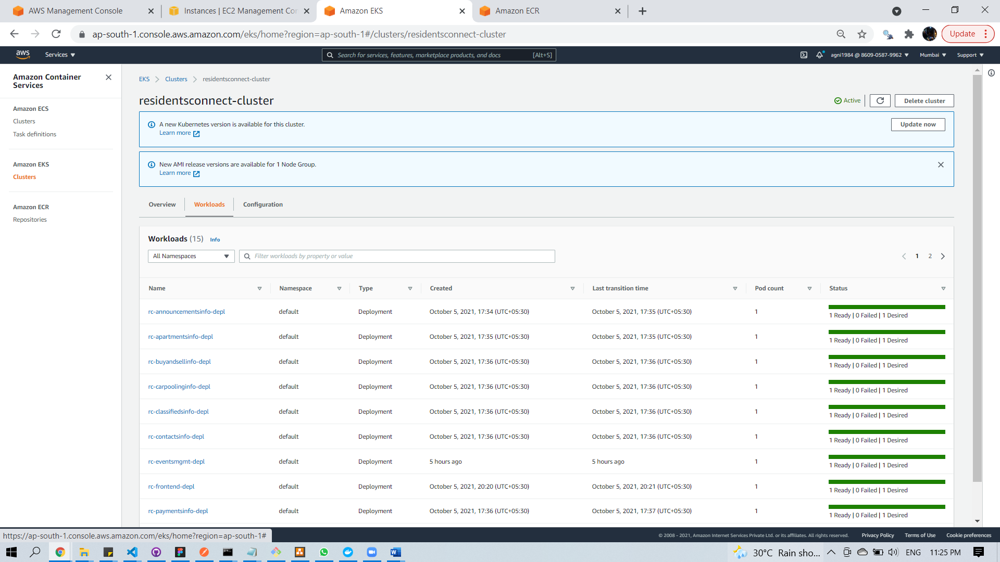 AWS Management Console
Instances | EC2 Management Con
Amazon EKS
Amazon ECR
ap-south-1.console.aws.amazon.com/eks/home?region=ap-south-1#/clusters/residentsconnect-cluster
Update
aws
Services
Search for services, features, marketplace products, and docs [Alt+S]
agni1984 @ 8609-0587-9962
Mumbai
Support
Amazon Container
Services
Amazon ECS
Clusters
Task definitions
Amazon EKS
Clusters
Amazon ECR
Repositories
EKS Clusters residentsconnect-cluster
residentsconnect-cluster
Active
Delete cluster
A new Kubernetes version is available for this cluster.
Learn more
Update now
New AMI release versions are available for 1 Node Group.
Learn more
Overview Workloads Configuration
Workloads (15) Info
All Namespaces
Filter workloads by property or value
1 2
Name Namespace Type Created Last transition time Pod count Status
rc-announcementsinfo-depl default Deployment October 5, 2021, 17:34 (UTC+05:30) October 5, 2021, 17:35 (UTC+05:30) 1 1 Ready | 0 Failed | 1 Desired
rc-apartmentsinfo-depl default Deployment October 5, 2021, 17:35 (UTC+05:30) October 5, 2021, 17:35 (UTC+05:30) 1 1 Ready | 0 Failed | 1 Desired
rc-buyandsellinfo-depl default Deployment October 5, 2021, 17:36 (UTC+05:30) October 5, 2021, 17:36 (UTC+05:30) 1 1 Ready | 0 Failed | 1 Desired
rc-carpoolinginfo-depl default Deployment October 5, 2021, 17:36 (UTC+05:30) October 5, 2021, 17:36 (UTC+05:30) 1 1 Ready | 0 Failed | 1 Desired
rc-classifiedsinfo-depl default Deployment October 5, 2021, 17:36 (UTC+05:30) October 5, 2021, 17:36 (UTC+05:30) 1 1 Ready | 0 Failed | 1 Desired
rc-contactsinfo-depl default Deployment October 5, 2021, 17:36 (UTC+05:30) October 5, 2021, 17:36 (UTC+05:30) 1 1 Ready | 0 Failed | 1 Desired
rc-eventsmgmt-depl default Deployment 5 hours ago 5 hours ago 1 1 Ready | 0 Failed | 1 Desired
rc-frontend-depl default Deployment October 5, 2021, 20:20 (UTC+05:30) October 5, 2021, 20:21 (UTC+05:30) 1 1 Ready | 0 Failed | 1 Desired
rc-paymentsinfo-depl default Deployment October 5, 2021, 17:36 (UTC+05:30) October 5, 2021, 17:37 (UTC+05:30) 1 1 Ready | 0 Failed | 1 Desired
https://ap-south-1.console.aws.amazon.com/eks/home?region=ap-south-1#
© 2008 - 2021, Amazon Internet Services Private Ltd. or its affiliates. All rights reserved. Privacy Policy Terms of Use Cookie preferences
30°C Rain sho... ENG 11:25 PM